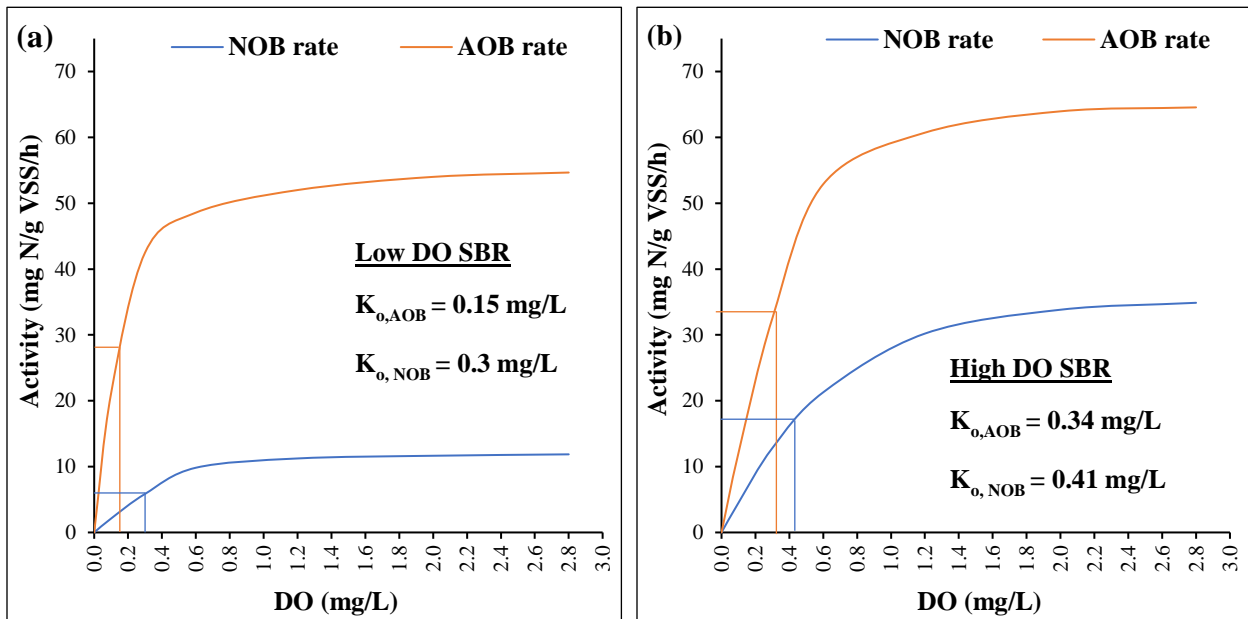 (a)
NOB rate
AOB rate
Activity (mg N/g VSS/h)
70
60
50
40
30
20
10
0
Low DO SBR
K₀,AOB = 0.15 mg/L
K₀, NOB = 0.3 mg/L
0.0 0.2 0.4 0.6 0.8 1.0 1.2 1.4 1.6 1.8 2.0 2.2 2.4 2.6 2.8 3.0
DO (mg/L)
(b)
NOB rate
AOB rate
Activity (mg N/g VSS/h)
70
60
50
40
30
20
10
0
High DO SBR
K₀,AOB = 0.34 mg/L
K₀, NOB = 0.41 mg/L
0.0 0.2 0.4 0.6 0.8 1.0 1.2 1.4 1.6 1.8 2.0 2.2 2.4 2.6 2.8 3.0
DO (mg/L)